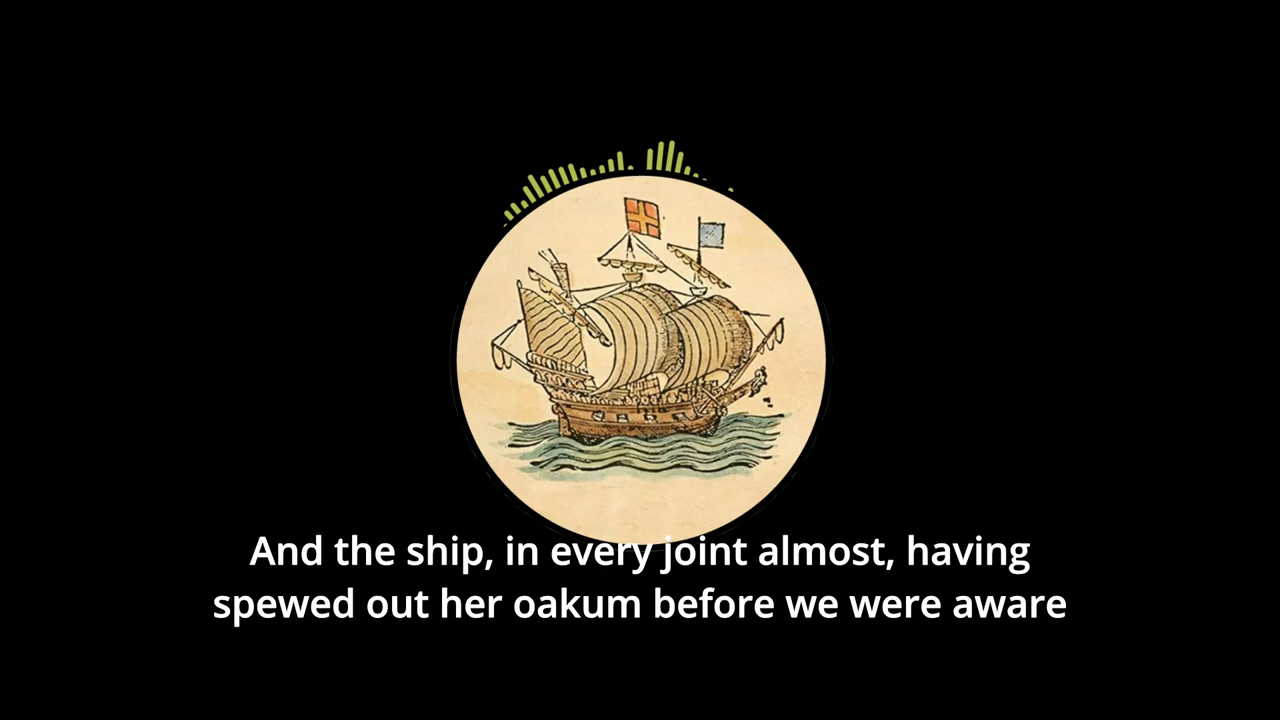 And the ship, in every joint almost, having
spewed out her oakum before we were aware